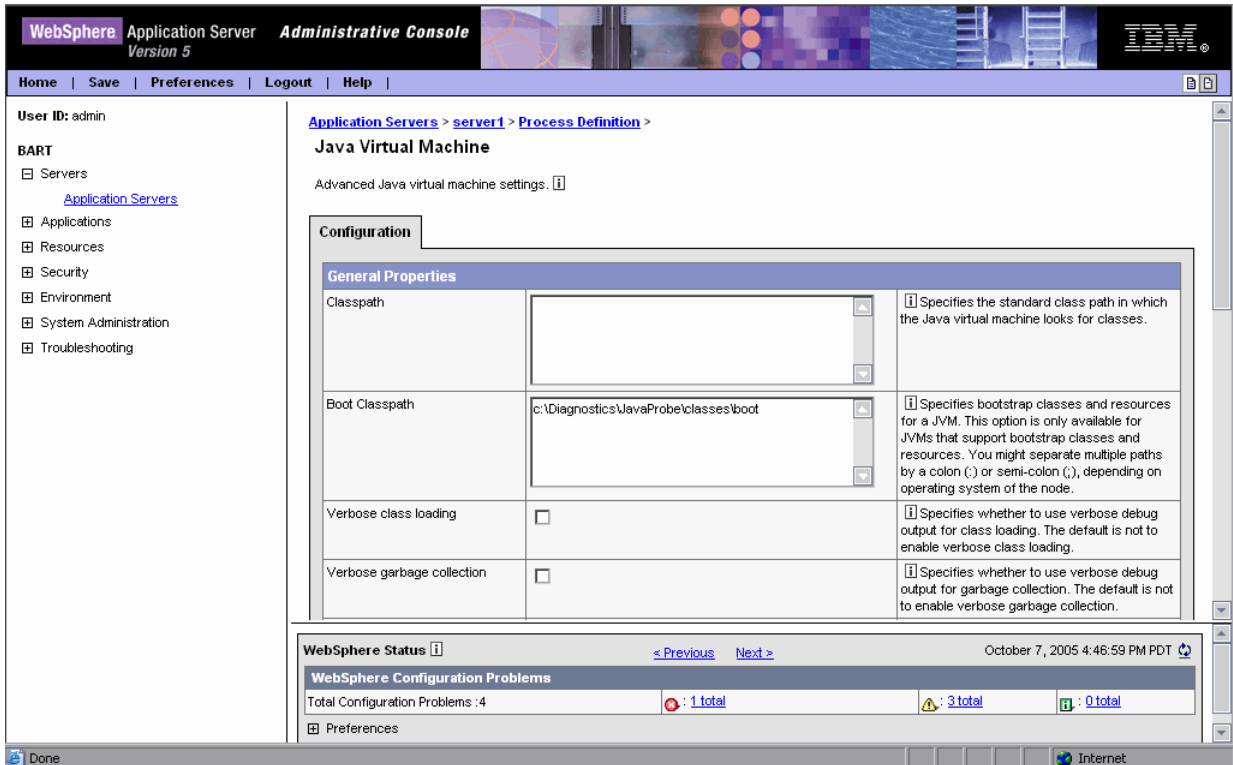 WebSphere. Application Server Administrative Console
Version 5
IBM®
Home | Save | Preferences | Logout | Help |
User ID: admin
BART
Servers
Application Servers
Applications
Resources
Security
Environment
System Administration
Troubleshooting
Application Servers > server1 > Process Definition >
Java Virtual Machine
Advanced Java virtual machine settings. i
Configuration
General Properties
Classpath
i Specifies the standard class path in which
the Java virtual machine looks for classes.
Boot Classpath
c:\Diagnostics\JavaProbe\classes\boot
i Specifies bootstrap classes and resources
for a JVM. This option is only available for
JVMs that support bootstrap classes and
resources. You might separate multiple paths
by a colon (:) or semi-colon (;), depending on
operating system of the node.
Verbose class loading
i Specifies whether to use verbose debug
output for class loading. The default is not to
enable verbose class loading.
Verbose garbage collection
i Specifies whether to use verbose debug
output for garbage collection. The default is not
to enable verbose garbage collection.
WebSphere Status i
< Previous Next >
October 7, 2005 4:46:59 PM PDT
WebSphere Configuration Problems
Total Configuration Problems :4
: 1 total
: 3 total
: 0 total
Preferences
Done
Internet